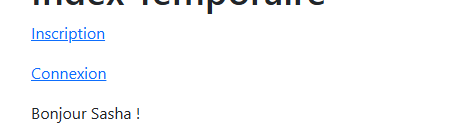 Index Temporaire
Inscription
Connexion
Bonjour Sasha !